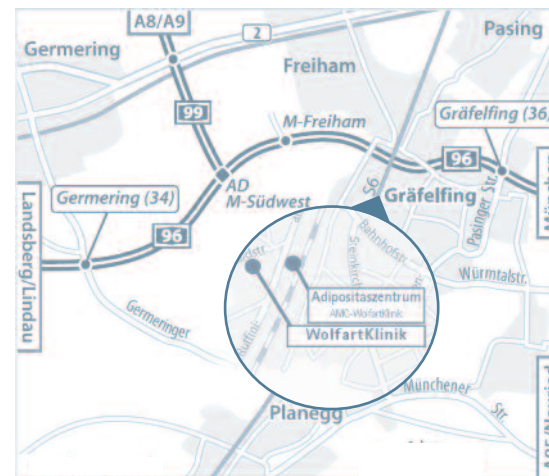 A8/A9
2
Pasing
Germering
Freiham
99
M-Freiham
Gräfelfing (36)
96
AD
M-Südwest
Germering (34)
Gräfelfing
Pasinger Str.
Landsberg/Lindau
96
Bahnhofstr.
Würmtalstr.
Adipositaszentrum
AMC-WolfartKlinik
WolfartKlinik
Germeringer
Münchener
Str.
Planegg